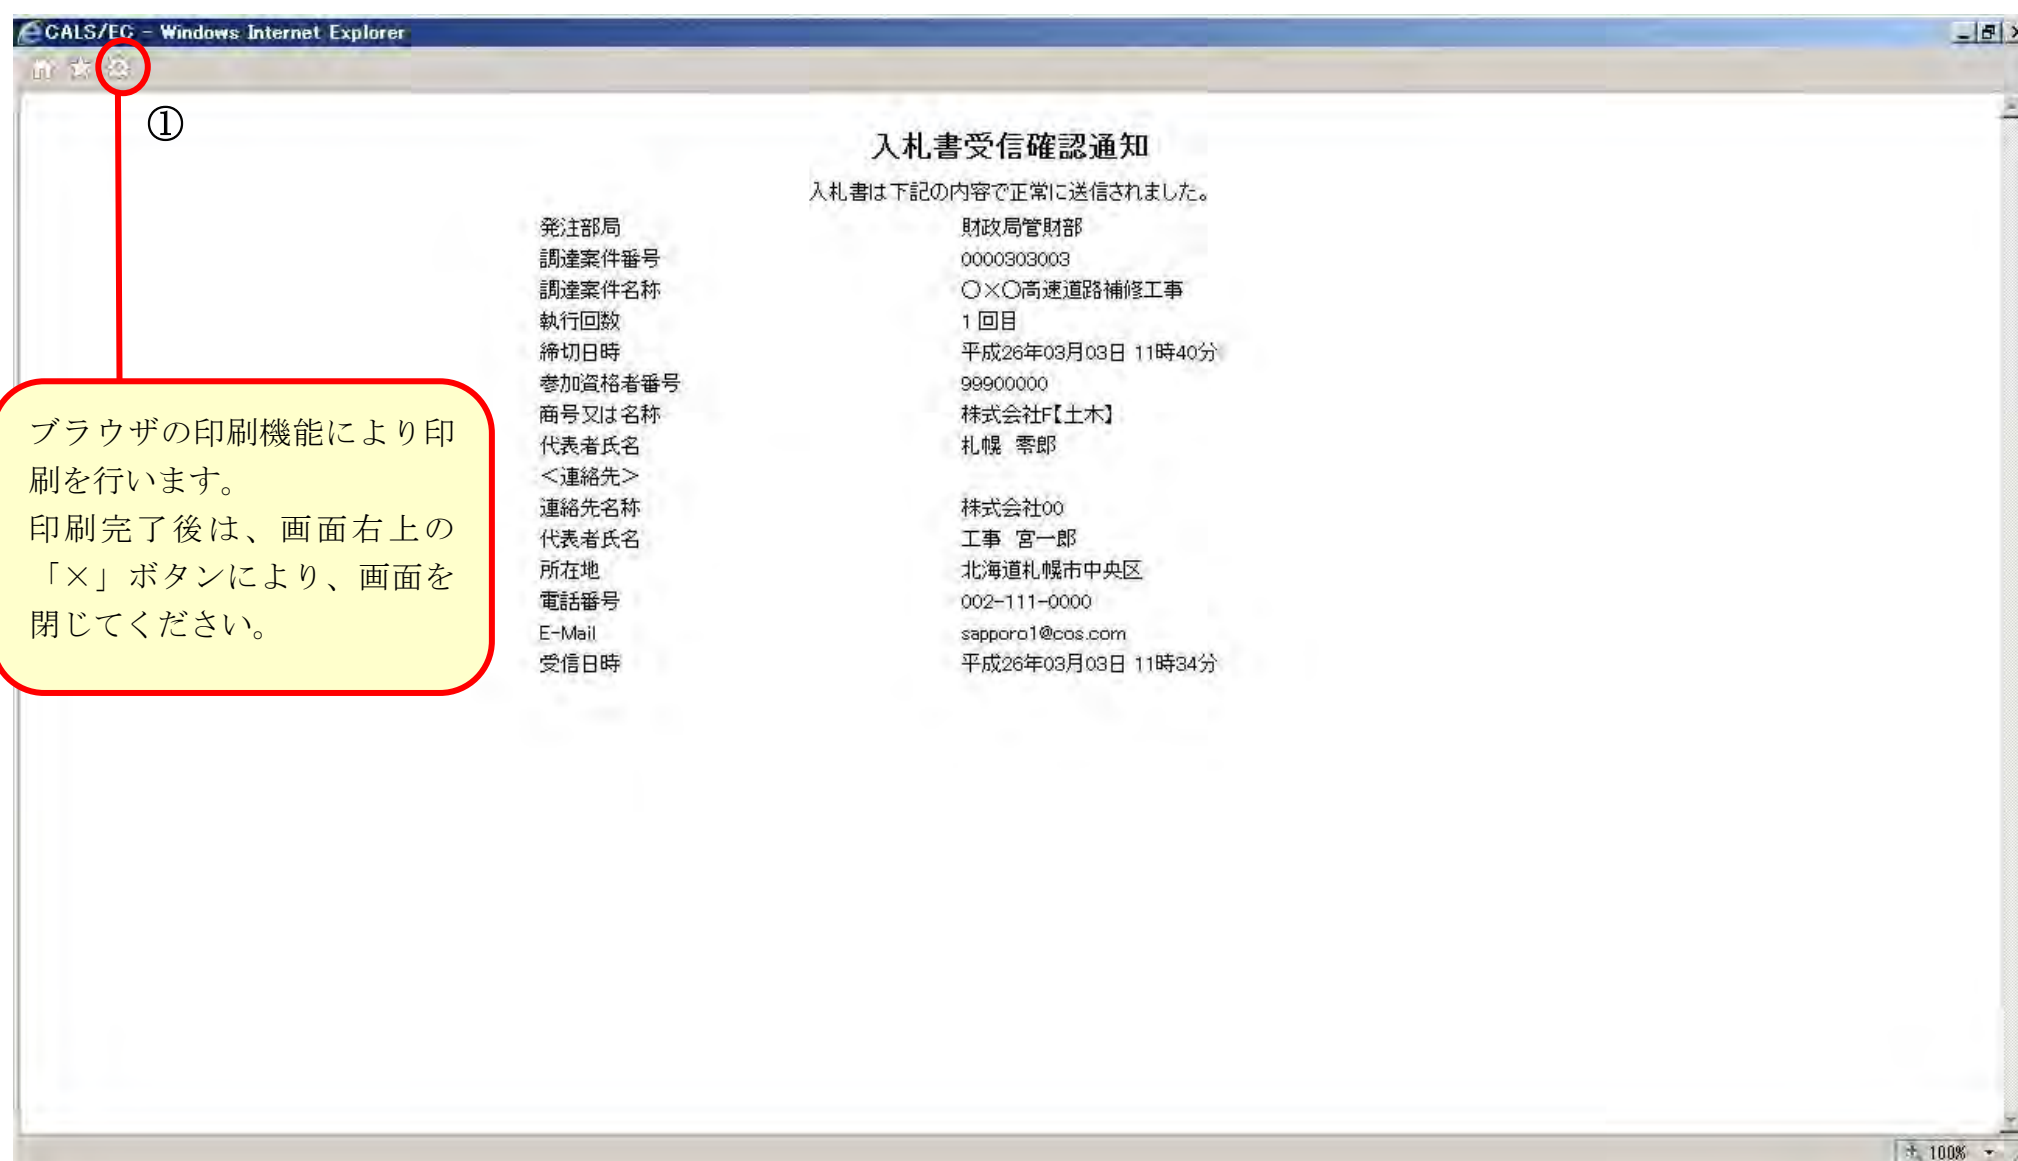 CALS/EC - Windows Internet Explorer
①
入札書受信確認通知
入札書は下記の内容で正常に送信されました。
発注部局 財政局管財部
調達案件番号 0000303003
調達案件名称 ○×○高速道路補修工事
執行回数 1回目
締切日時 平成26年03月03日 11時40分
参加資格者番号 99900000
商号又は名称 株式会社F【土木】
代表者氏名 札幌 零郎
＜連絡先＞
連絡先名称 株式会社00
代表者氏名 工事 宮一郎
所在地 北海道札幌市中央区
電話番号 002-111-0000
E-Mail sapporo1@cos.com
受信日時 平成26年03月03日 11時34分
ブラウザの印刷機能により印
刷を行います。
印刷完了後は、画面右上の
「×」ボタンにより、画面を
閉じてください。
100%